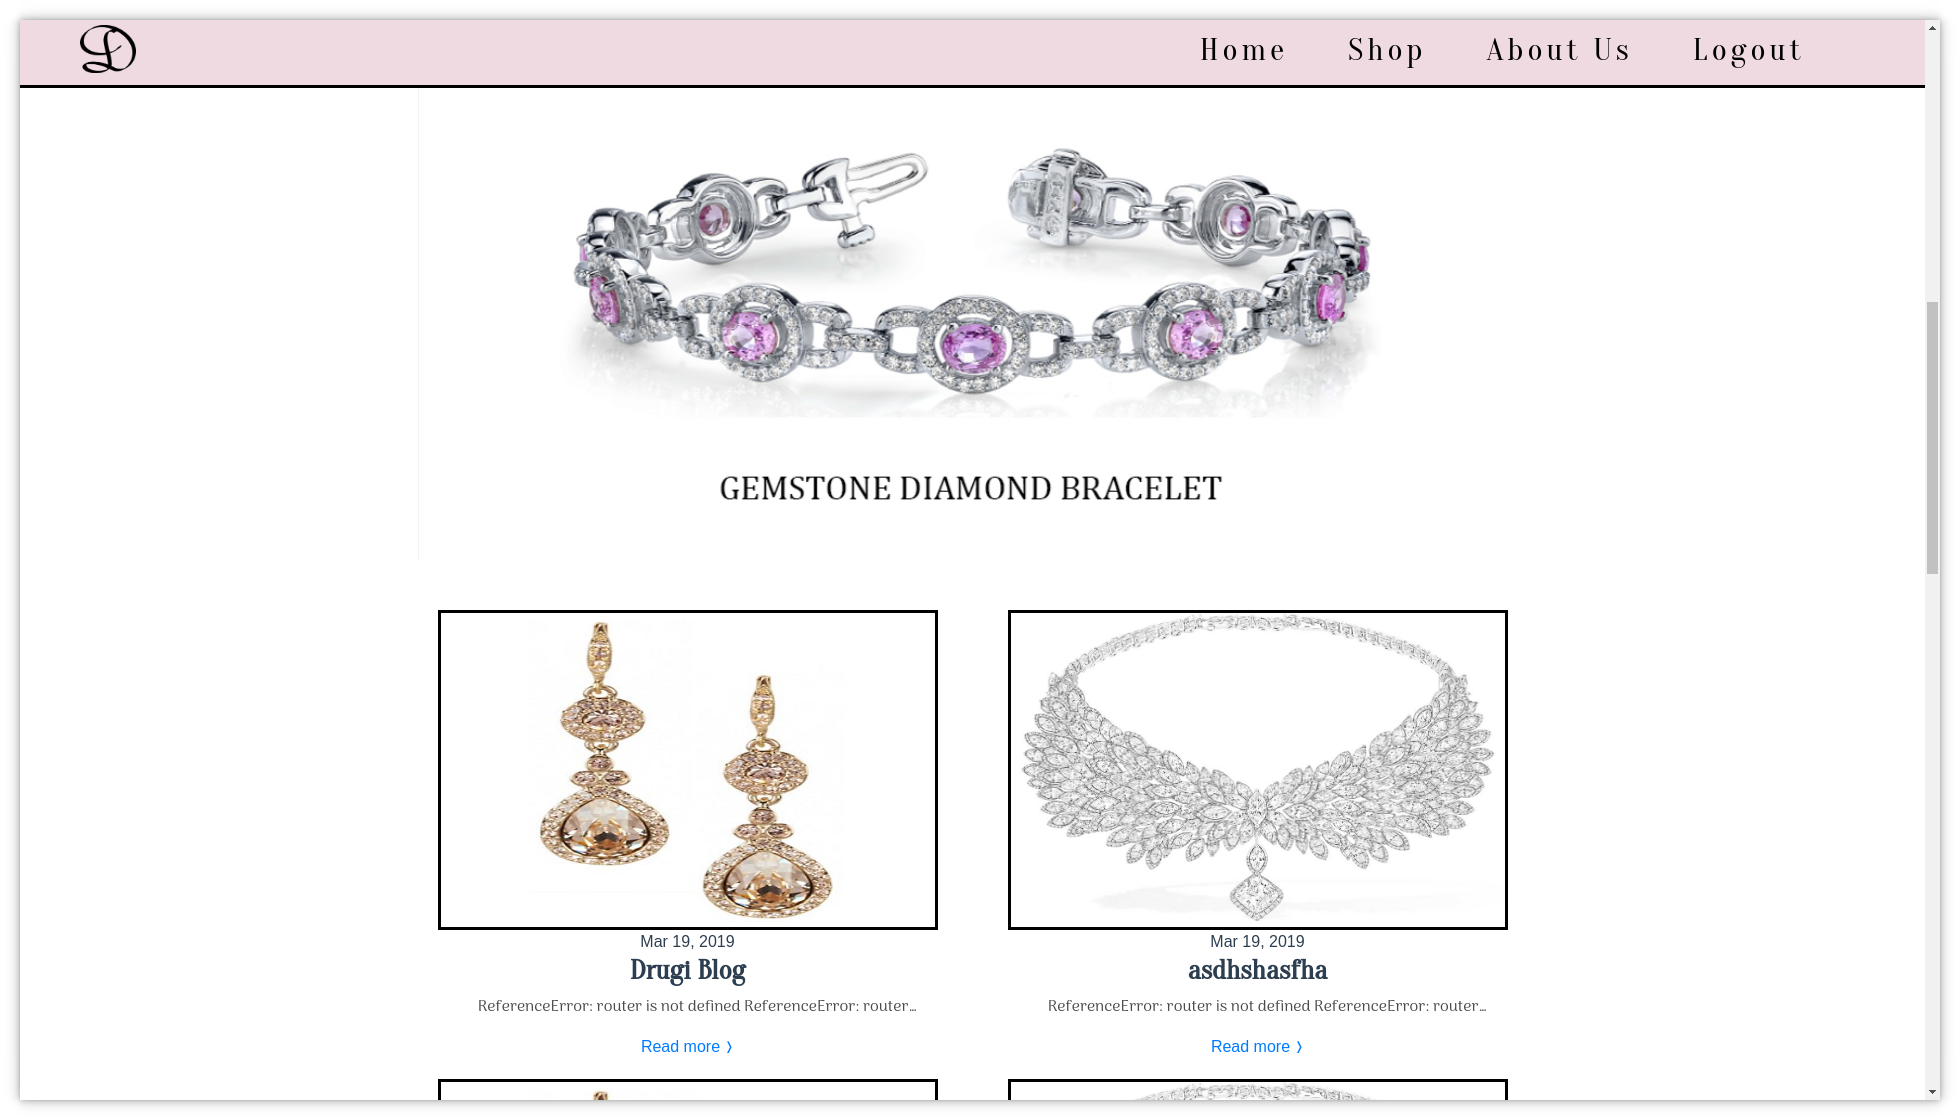 D
Home Shop About Us Logout
GEMSTONE DIAMOND BRACELET
Mar 19, 2019
Drugi Blog
ReferenceError: router is not defined ReferenceError: router...
Read more ❭
Mar 19, 2019
asdhshasfha
ReferenceError: router is not defined ReferenceError: router...
Read more ❭